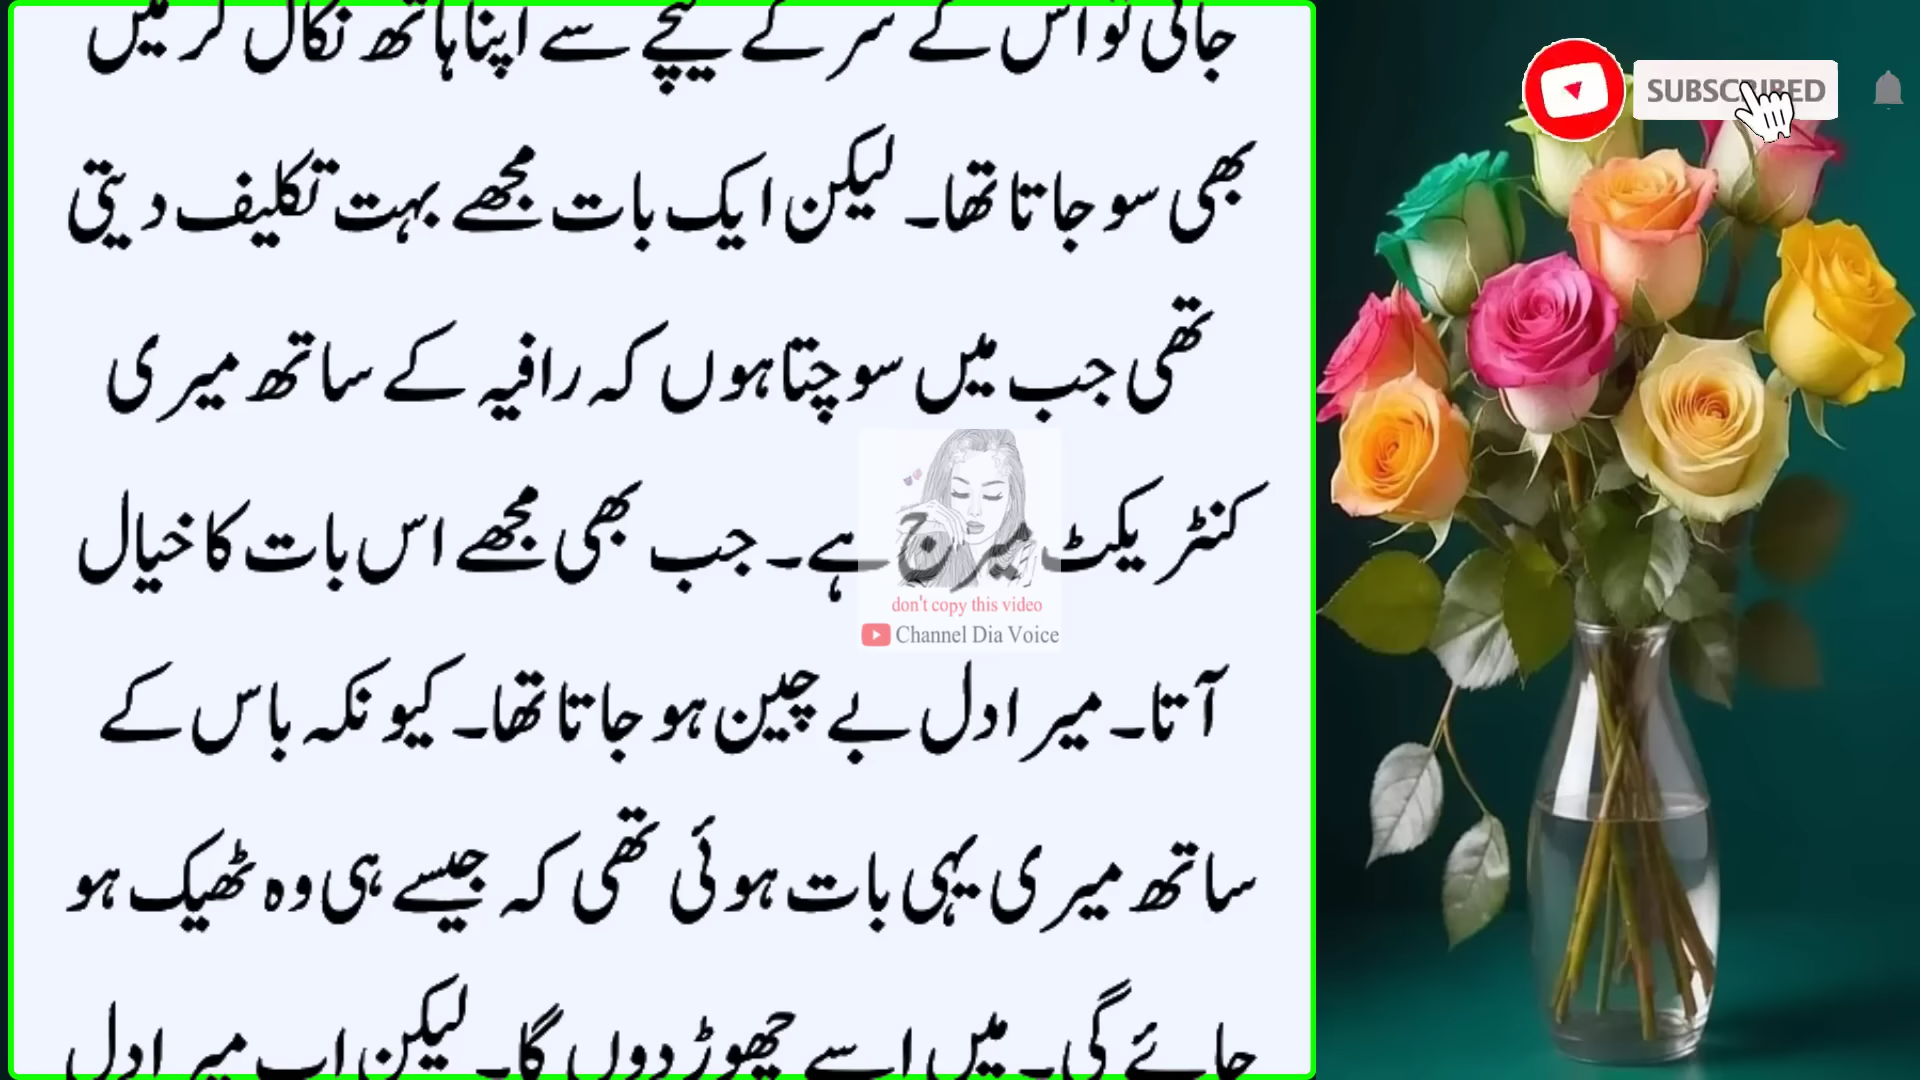 جاتی تو اس کے سر کے نیچے سے اپنا ہاتھ نکال کر میں
بھی سو جاتا تھا۔ لیکن ایک بات مجھے بہت تکلیف دیتی
تھی جب میں سوچتا ہوں کہ رافیہ کے ساتھ میری
کنٹریکٹ میرج ہے۔ جب بھی مجھے اس بات کا خیال
آتا۔ میرا دل بے چین ہو جاتا تھا۔ کیونکہ باس کے
ساتھ میری یہی بات ہوئی تھی کہ جیسے ہی وہ ٹھیک ہو
جائے گی۔ میں اسے چھوڑ دوں گا۔ لیکن اب میرا دل
SUBSCRIBED
don't copy this video
Channel Dia Voice